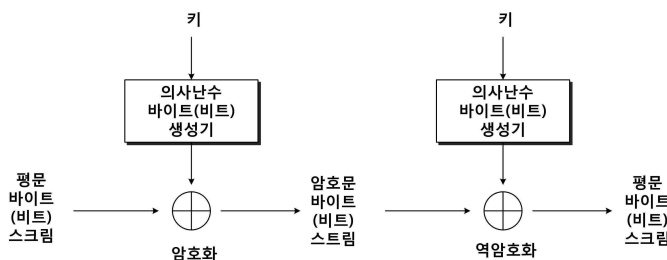 키
키
의사난수
바이트(비트)
생성기
의사난수
바이트(비트)
생성기
평문
바이트
(비트)
스크림
암호문
바이트
(비트)
스트림
평문
바이트
(비트)
스크림
암호화
역암호화